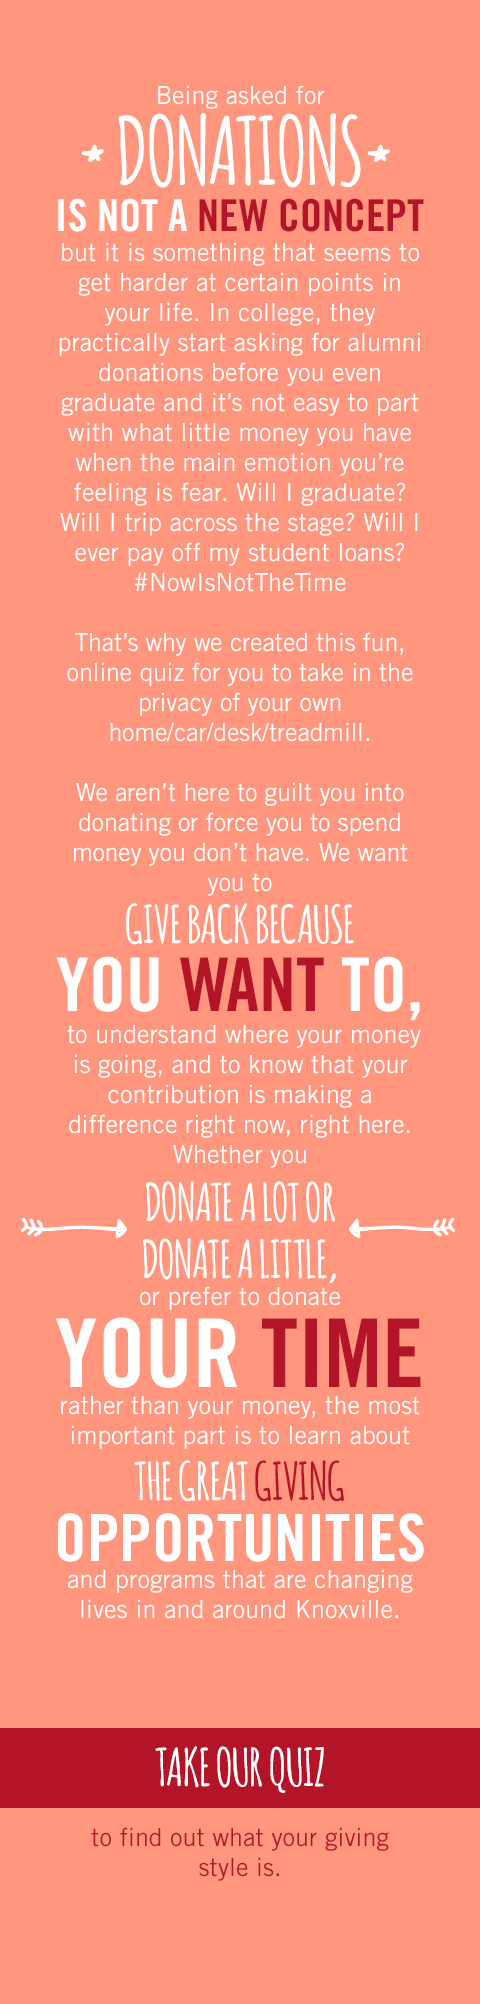 Being asked for
DONATIONS
IS NOT A NEW CONCEPT
but it is something that seems to
get harder at certain points in
your life. In college, they
practically start asking for alumni
donations before you even
graduate and it’s not easy to part
with what little money you have
when the main emotion you’re
feeling is fear. Will I graduate?
Will I trip across the stage? Will I
ever pay off my student loans?
#NowIsNotTheTime
That’s why we created this fun,
online quiz for you to take in the
privacy of your own
home/car/desk/treadmill.
We aren’t here to guilt you into
donating or force you to spend
money you don’t have. We want
you to
GIVE BACK BECAUSE
YOU WANT TO,
to understand where your money
is going, and to know that your
contribution is making a
difference right now, right here.
Whether you
DONATE A LOT OR
DONATE A LITTLE,
or prefer to donate
YOUR TIME
rather than your money, the most
important part is to learn about
THE GREAT GIVING
OPPORTUNITIES
and programs that are changing
lives in and around Knoxville.
TAKE OUR QUIZ
to find out what your giving
style is.